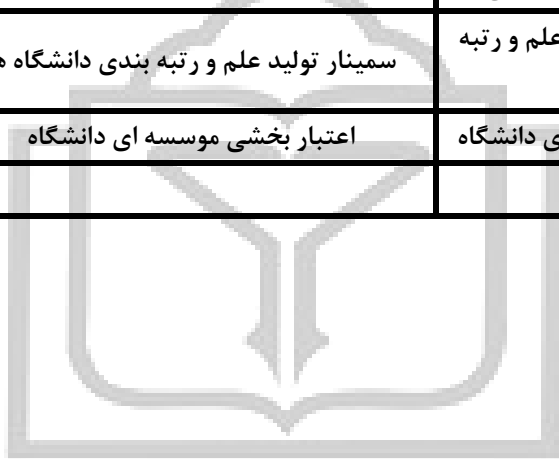 علم و رتبه
سمینار تولید علم و رتبه بندی دانشگاه
ی دانشگاه
اعتبار بخشی موسسه ای دانشگاه